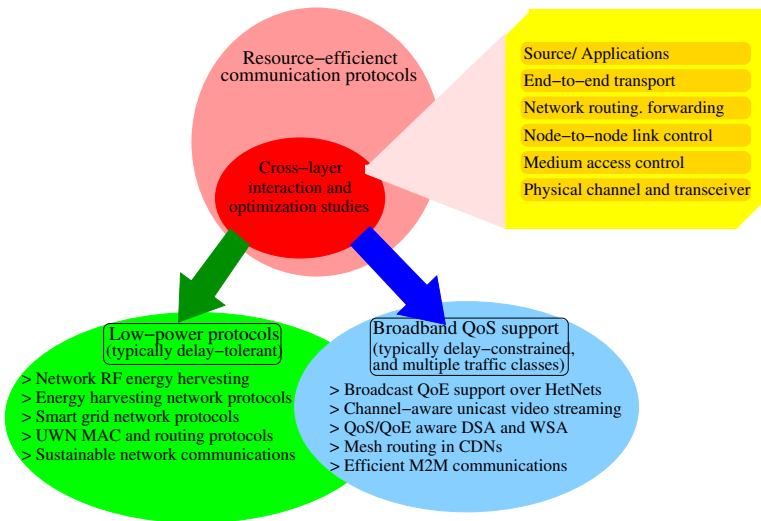 Resource−efficienct
communication protocols
Cross−layer
interaction and
optimization studies
Source/ Applications
End−to−end transport
Network routing. forwarding
Node−to−node link control
Medium access control
Physical channel and transceiver
Low−power protocols
(typically delay−tolerant)
> Network RF energy hervesting
> Energy harvesting network protocols
> Smart grid network protocols
> UWN MAC and routing protocols
> Sustainable network communications
Broadband QoS support
(typically delay−constrained,
and multiple traffic classes)
> Broadcast QoE support over HetNets
> Channel−aware unicast video streaming
> QoS/QoE aware DSA and WSA
> Mesh routing in CDNs
> Efficient M2M communications